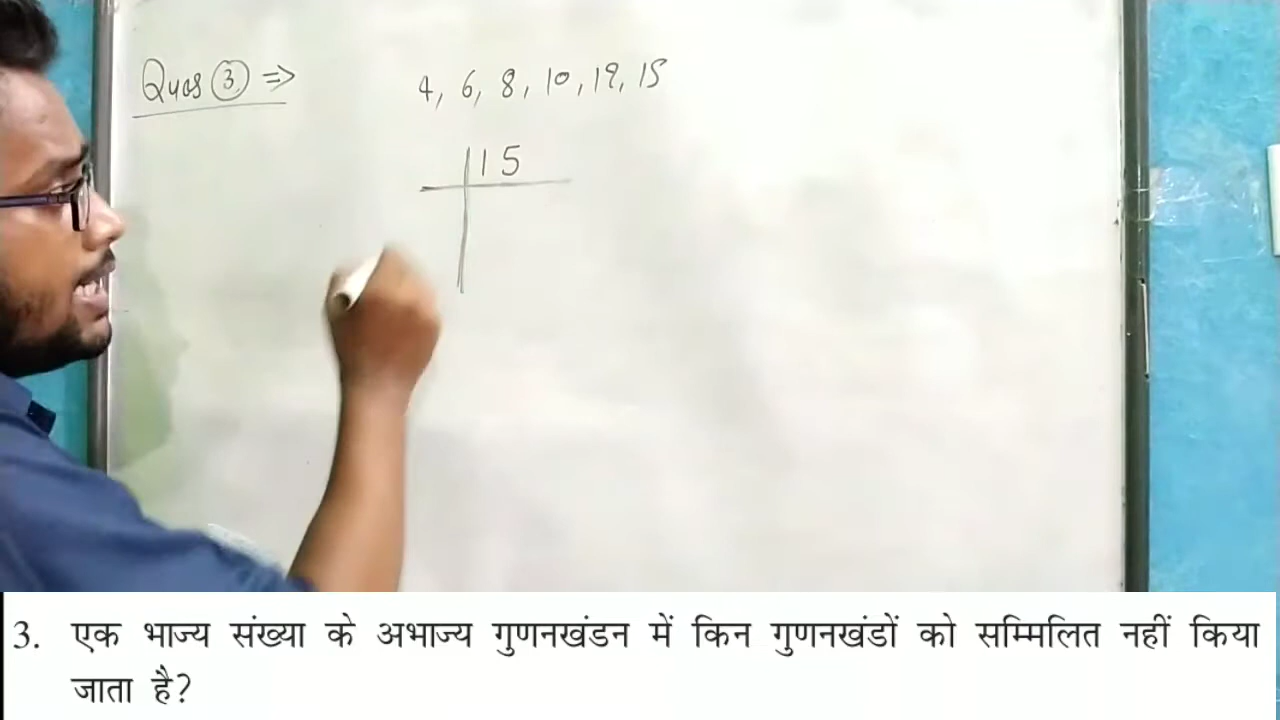 Ques ③ ⇒ 4, 6, 8, 10, 12, 15
15
3. एक भाज्य संख्या के अभाज्य गुणनखंडन में किन गुणनखंडों को सम्मिलित नहीं किया
जाता है?